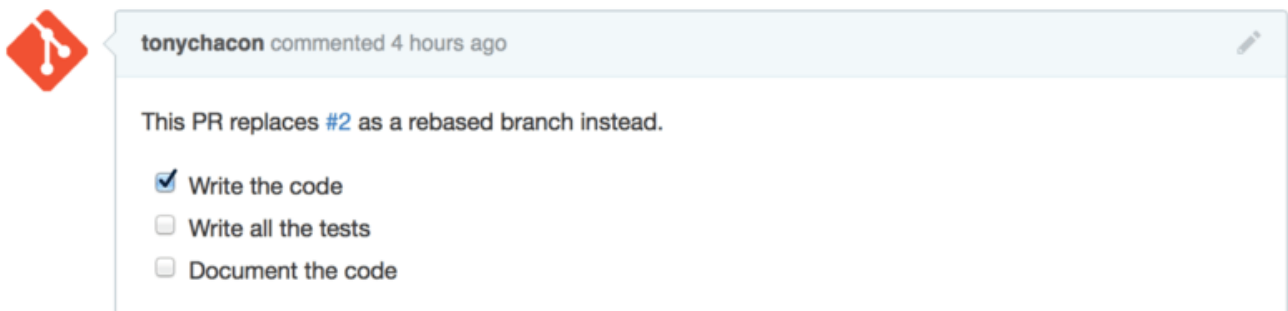 tonychacon commented 4 hours ago
This PR replaces #2 as a rebased branch instead.
Write the code
Write all the tests
Document the code